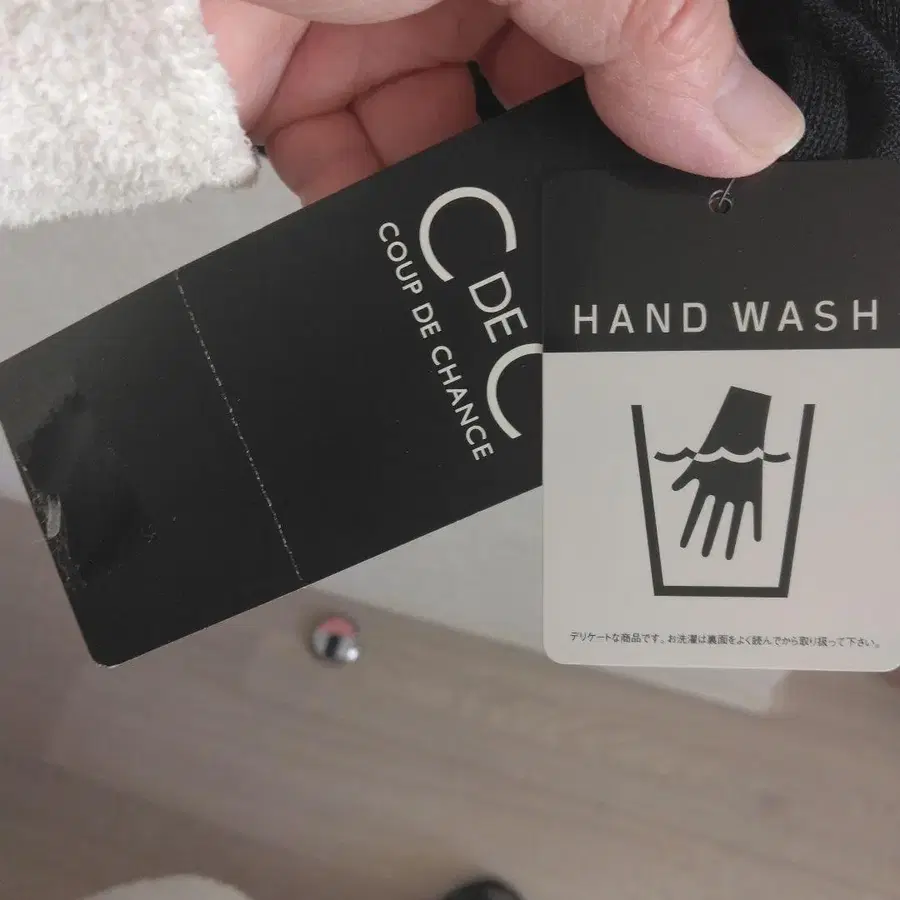 C DE C
COUP DE CHANCE
HAND WASH
デリケートな商品です。お洗濯は裏面をよく読んでから取り扱って下さい。